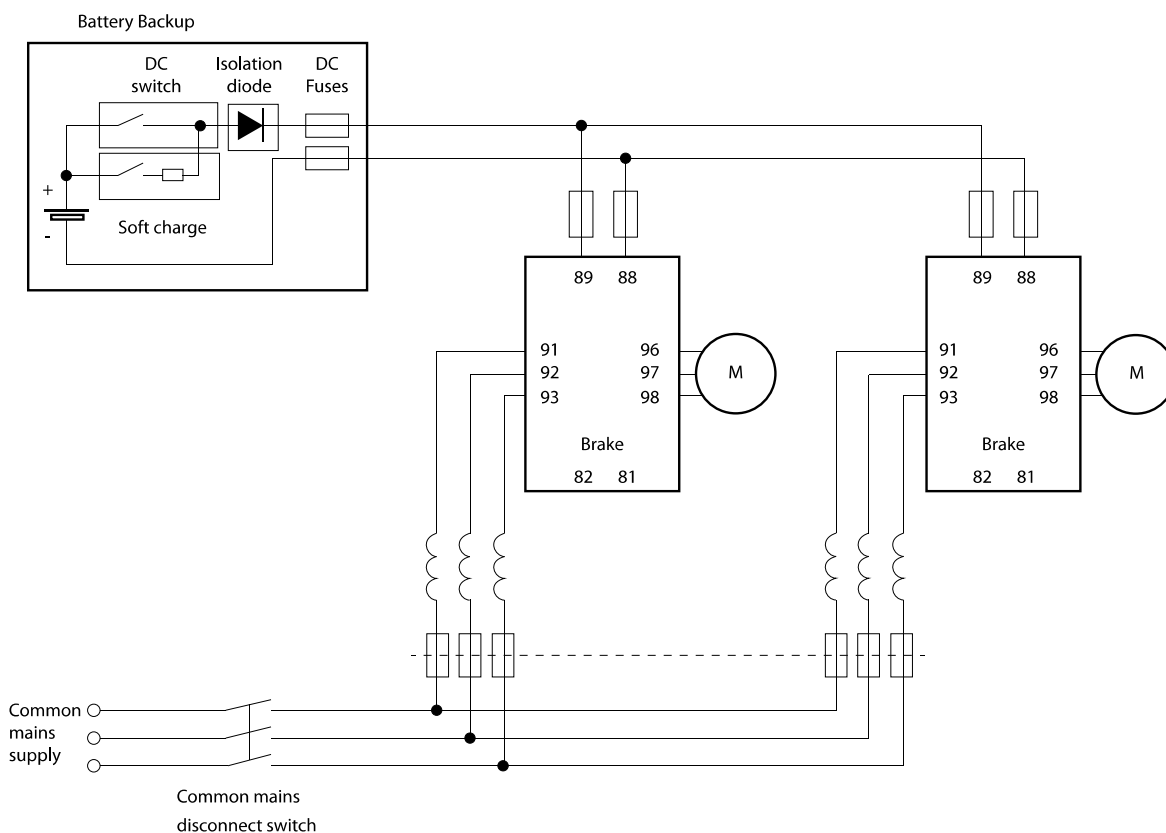 Battery Backup
DC
switch
Isolation
diode
DC
Fuses
+
-
Soft charge
89 88
91 96
92 97
93 98
M
Brake
82 81
89 88
91 96
92 97
93 98
M
Brake
82 81
Common
mains
supply
Common mains
disconnect switch